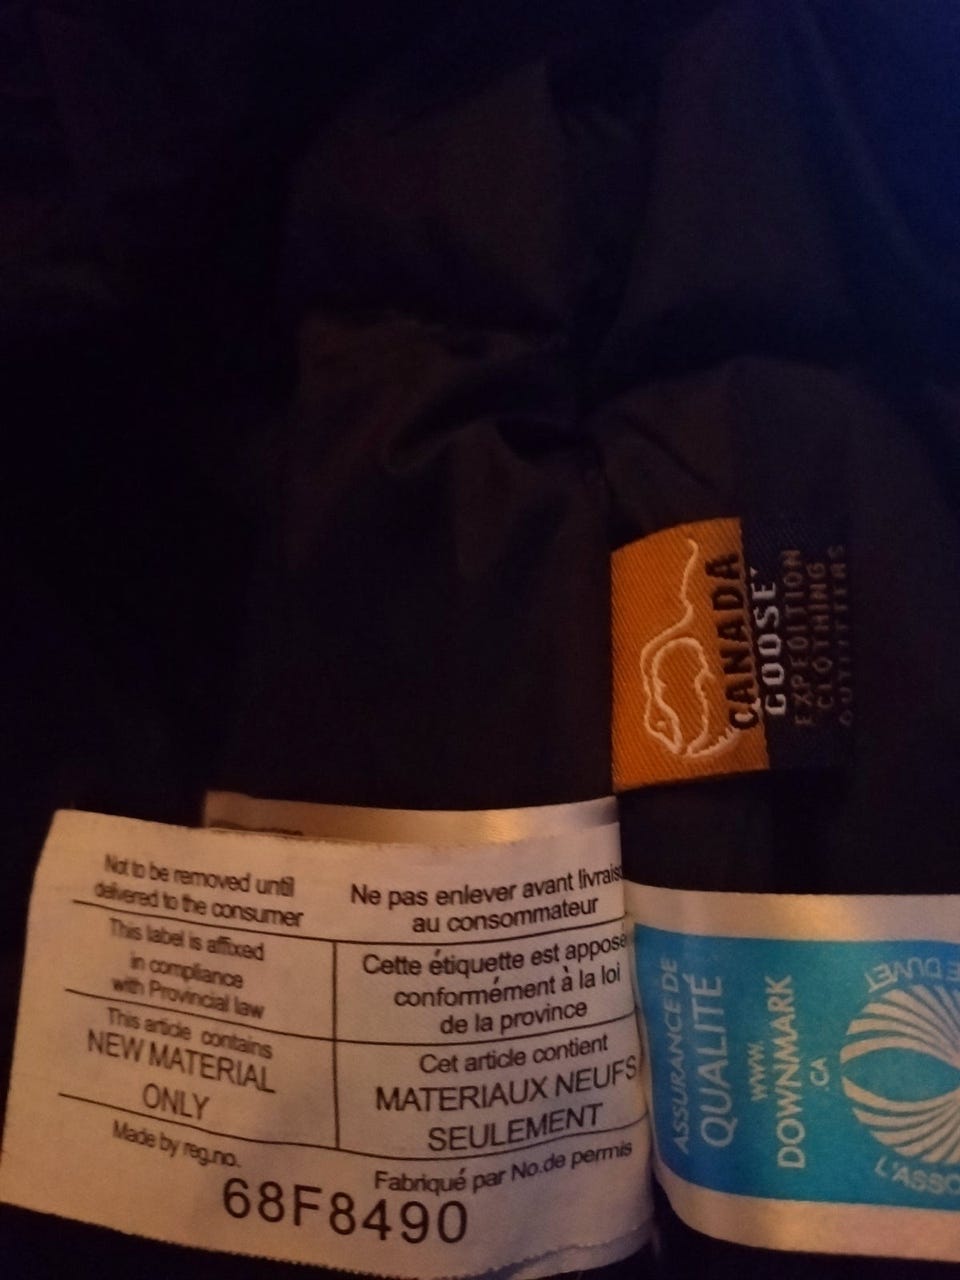 CANADA
GOOSE
EXPEDITION
CLOTHING
OUTFITTERS
Not to be removed until
delivered to the consumer
Ne pas enlever avant livrais
au consommateur
This label is affixed
in compliance
with Provincial law
Cette étiquette est apposé
conformément à la loi
de la province
This article contains
NEW MATERIAL
ONLY
Cet article contient
MATERIAUX NEUFS
SEULEMENT
Made by reg.no.
Fabriqué par No.de permis
68F8490
ASSURANCE DE
QUALITÉ
WWW.
DOWNMARK
.CA
L'ASSO